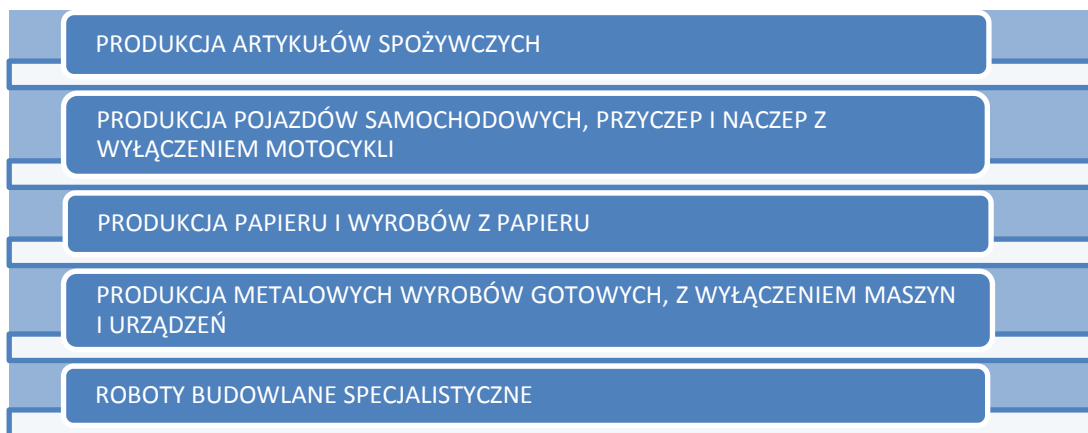 PRODUKCJA ARTYKUŁÓW SPOŻYWCZYCH
PRODUKCJA POJAZDÓW SAMOCHODOWYCH, PRZYCZEP I NACZEP Z
WYŁĄCZENIEM MOTOCYKLI
PRODUKCJA PAPIERU I WYROBÓW Z PAPIERU
PRODUKCJA METALOWYCH WYROBÓW GOTOWYCH, Z WYŁĄCZENIEM MASZYN
I URZĄDZEŃ
ROBOTY BUDOWLANE SPECJALISTYCZNE